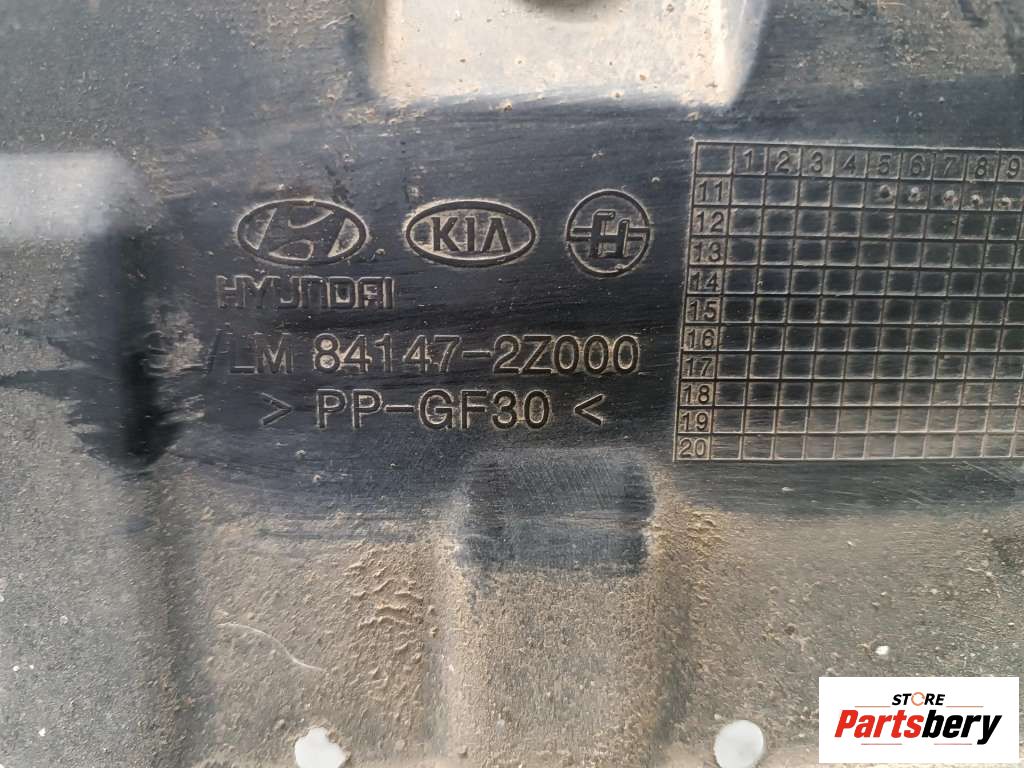 1 2 3 4 5 6 7 8 9
11
12
13
14
15
16
17
18
19
20
KIA
HYUNDAI
/LM 84147-2Z000
> PP-GF30 <
STORE
Partsbery